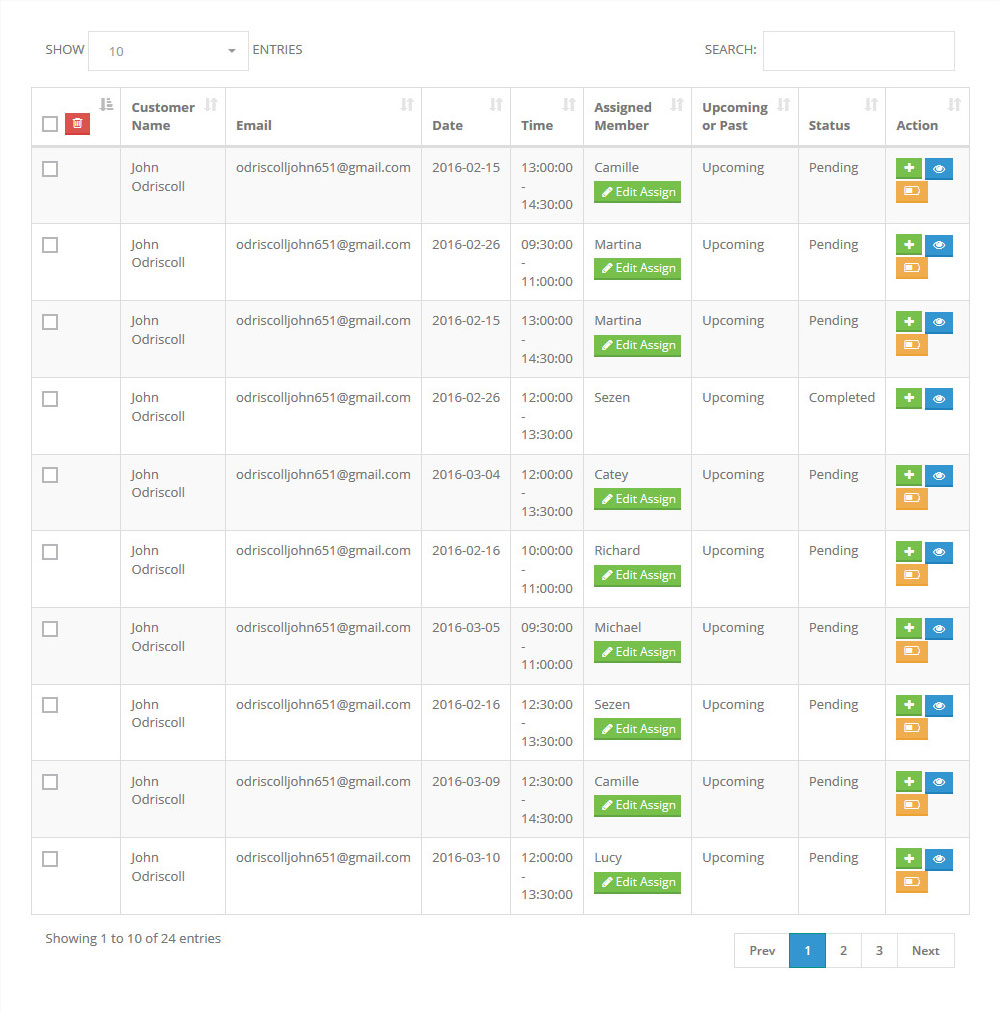 SHOW 10 ENTRIES SEARCH:
Customer Name Email Date Time Assigned Member Upcoming or Past Status Action
John Odriscoll odriscolljohn651@gmail.com 2016-02-15 13:00:00 - 14:30:00 Camille Edit Assign Upcoming Pending
John Odriscoll odriscolljohn651@gmail.com 2016-02-26 09:30:00 - 11:00:00 Martina Edit Assign Upcoming Pending
John Odriscoll odriscolljohn651@gmail.com 2016-02-15 13:00:00 - 14:30:00 Martina Edit Assign Upcoming Pending
John Odriscoll odriscolljohn651@gmail.com 2016-02-26 12:00:00 - 13:30:00 Sezen Upcoming Completed
John Odriscoll odriscolljohn651@gmail.com 2016-03-04 12:00:00 - 13:30:00 Catey Edit Assign Upcoming Pending
John Odriscoll odriscolljohn651@gmail.com 2016-02-16 10:00:00 - 11:00:00 Richard Edit Assign Upcoming Pending
John Odriscoll odriscolljohn651@gmail.com 2016-03-05 09:30:00 - 11:00:00 Michael Edit Assign Upcoming Pending
John Odriscoll odriscolljohn651@gmail.com 2016-02-16 12:30:00 - 13:30:00 Sezen Edit Assign Upcoming Pending
John Odriscoll odriscolljohn651@gmail.com 2016-03-09 12:30:00 - 14:30:00 Camille Edit Assign Upcoming Pending
John Odriscoll odriscolljohn651@gmail.com 2016-03-10 12:00:00 - 13:30:00 Lucy Edit Assign Upcoming Pending
Showing 1 to 10 of 24 entries Prev 1 2 3 Next